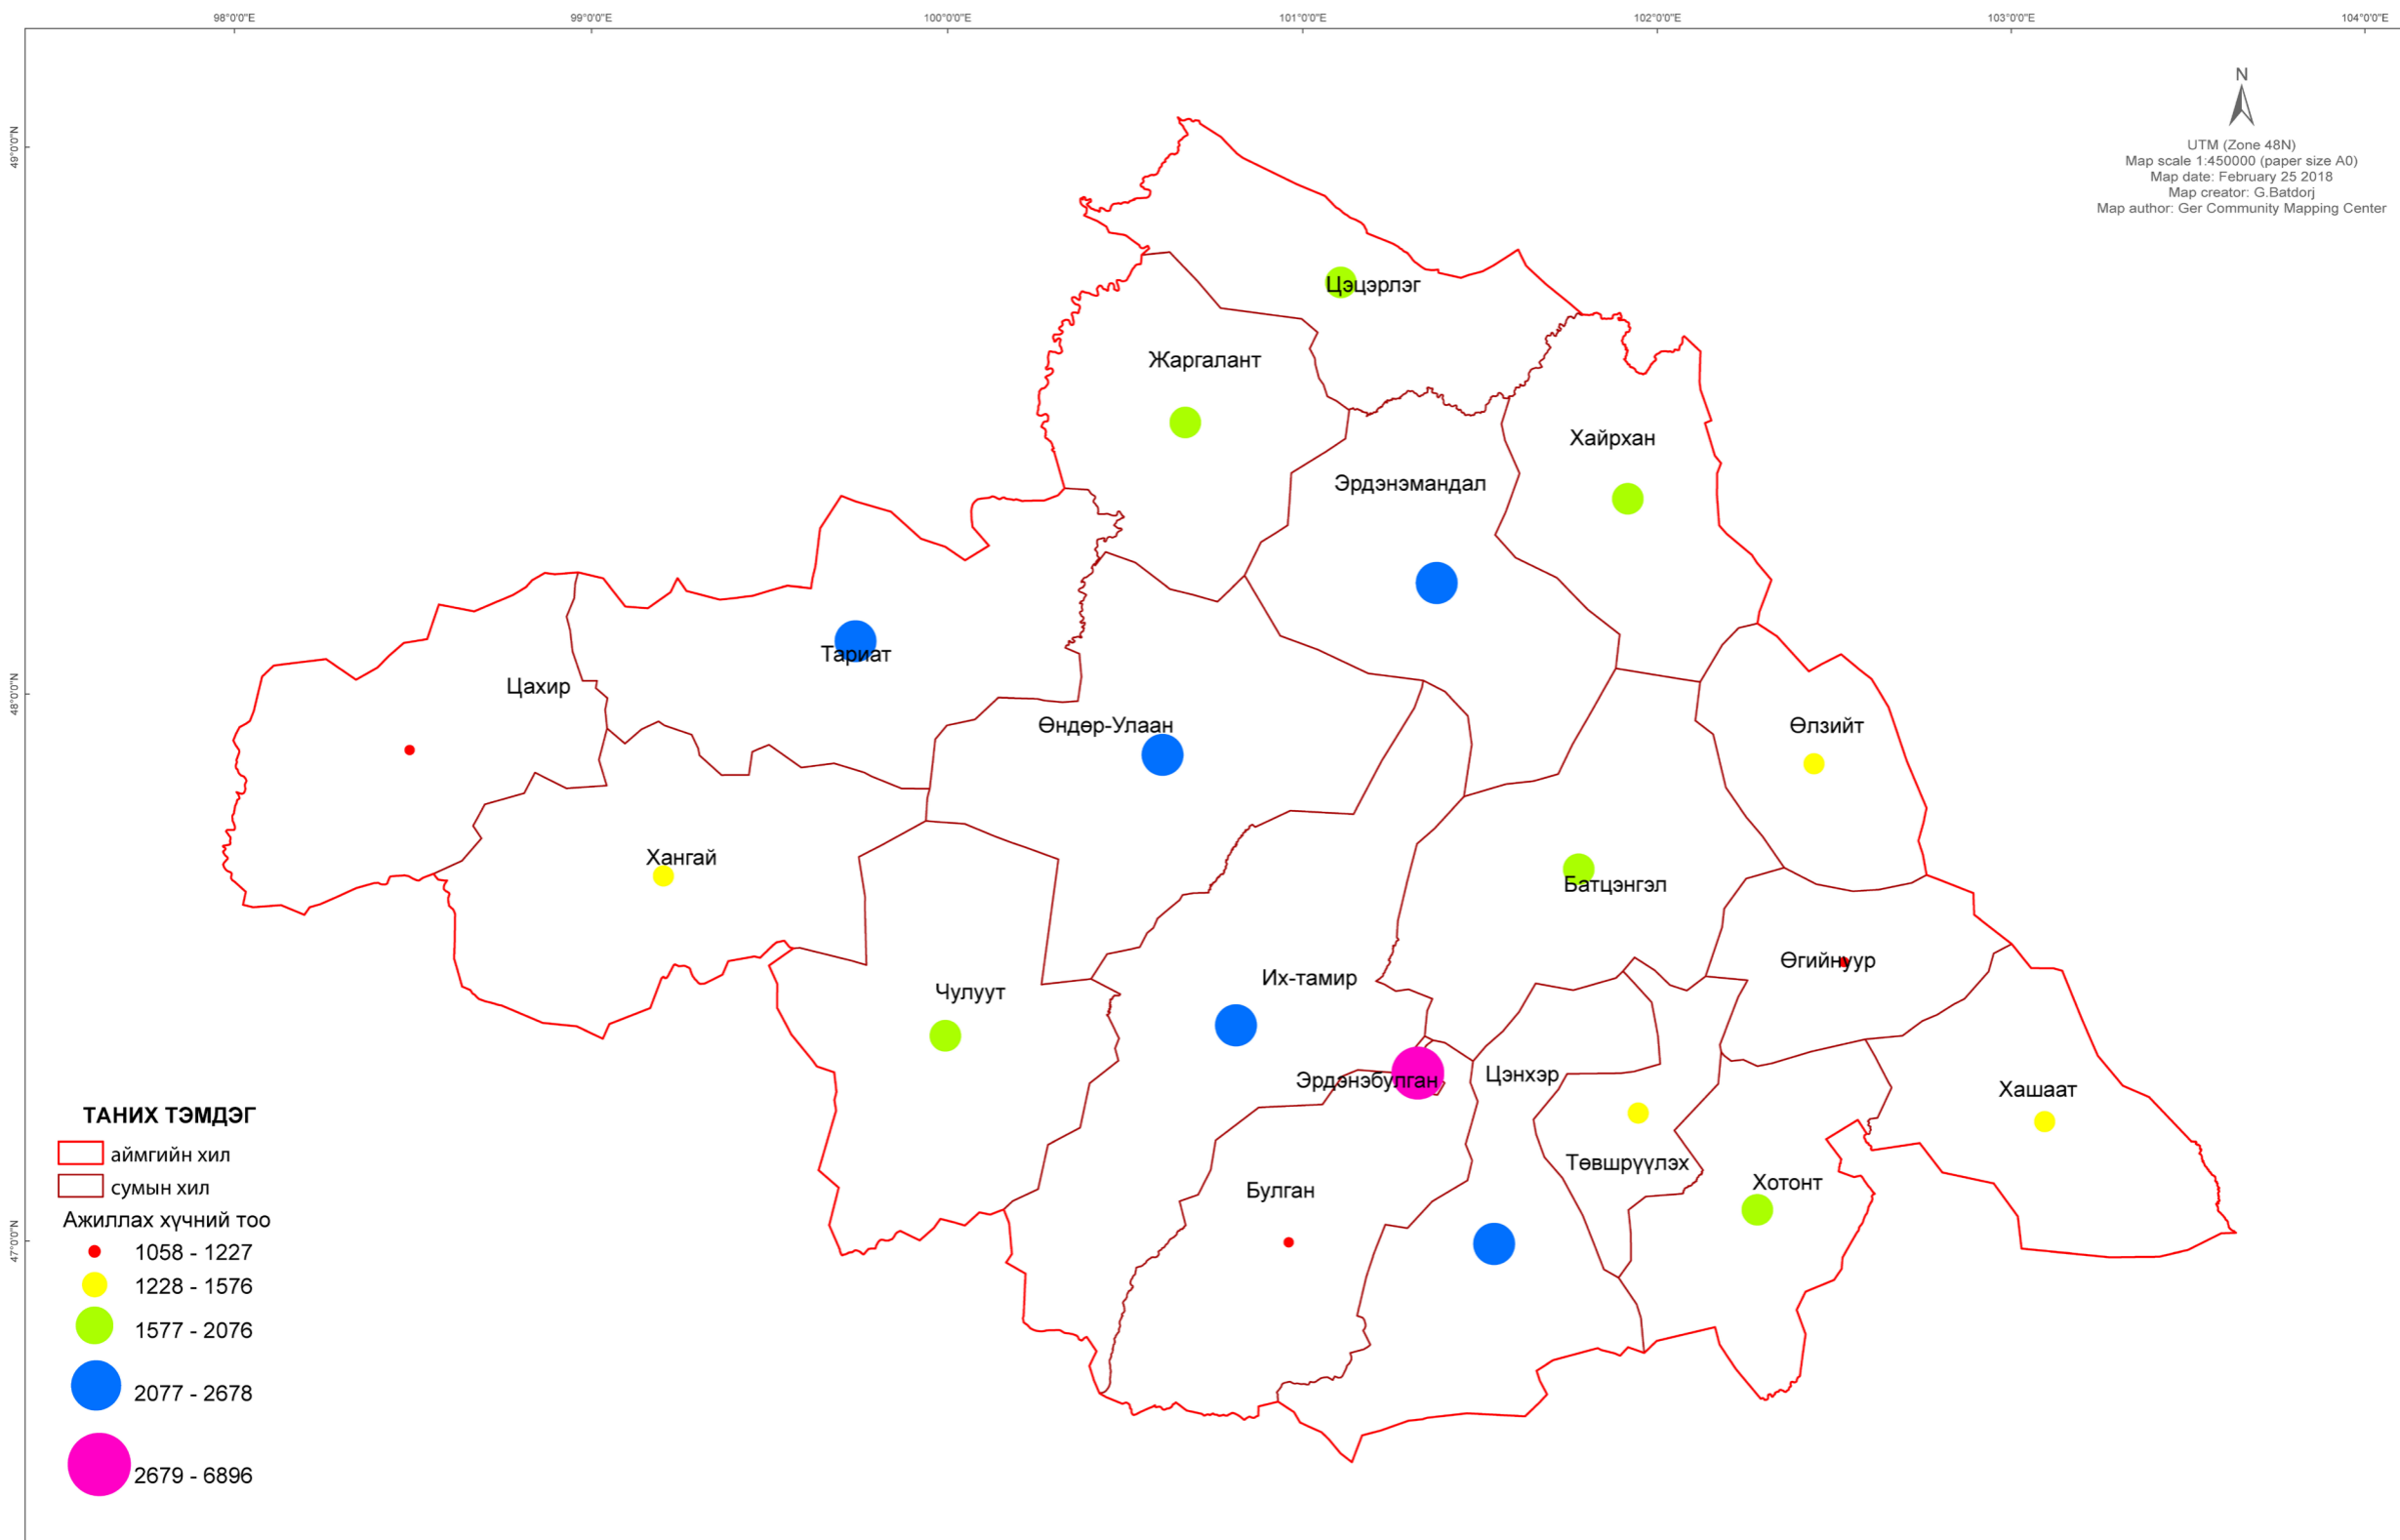 98°0'0"E
99°0'0"E
100°0'0"E
101°0'0"E
102°0'0"E
103°0'0"E
104°0'0"E
N
UTM (Zone 48N)
Map scale 1:450000 (paper size A0)
Map date: February 25 2018
Map creator: G.Batdorj
Map author: Ger Community Mapping Center
49°0'0"N
48°0'0"N
47°0'0"N
Цэцэрлэг
Жаргалант
Хайрхан
Эрдэнэмандал
Тариат
Цахир
Өндөр-Улаан
Өлзийт
Хангай
Батцэнгэл
Өгийнуур
Их-тамир
Чулуут
Эрдэнэбулган
Цэнхэр
Хашаат
Төвшрүүлэх
Хотонт
Булган
ТАНИХ ТЭМДЭГ
аймгийн хил
сумын хил
Ажиллах хүчний тоо
1058 - 1227
1228 - 1576
1577 - 2076
2077 - 2678
2679 - 6896